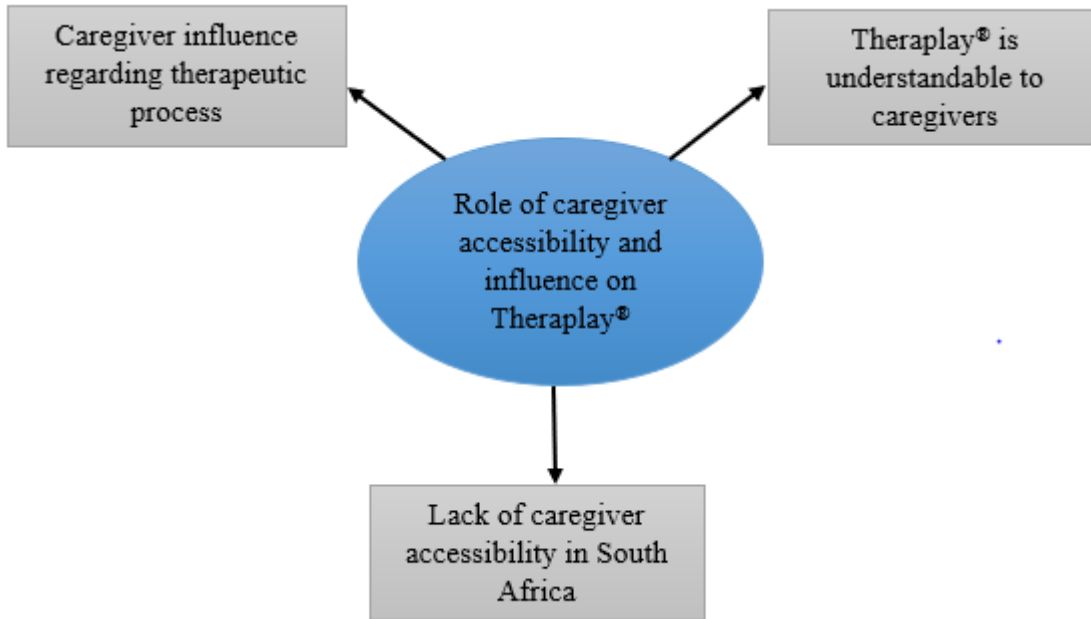 Caregiver influence
regarding therapeutic
process
Theraplay® is
understandable to
caregivers
Role of caregiver
accessibility and
influence on
Theraplay®
Lack of caregiver
accessibility in South
Africa